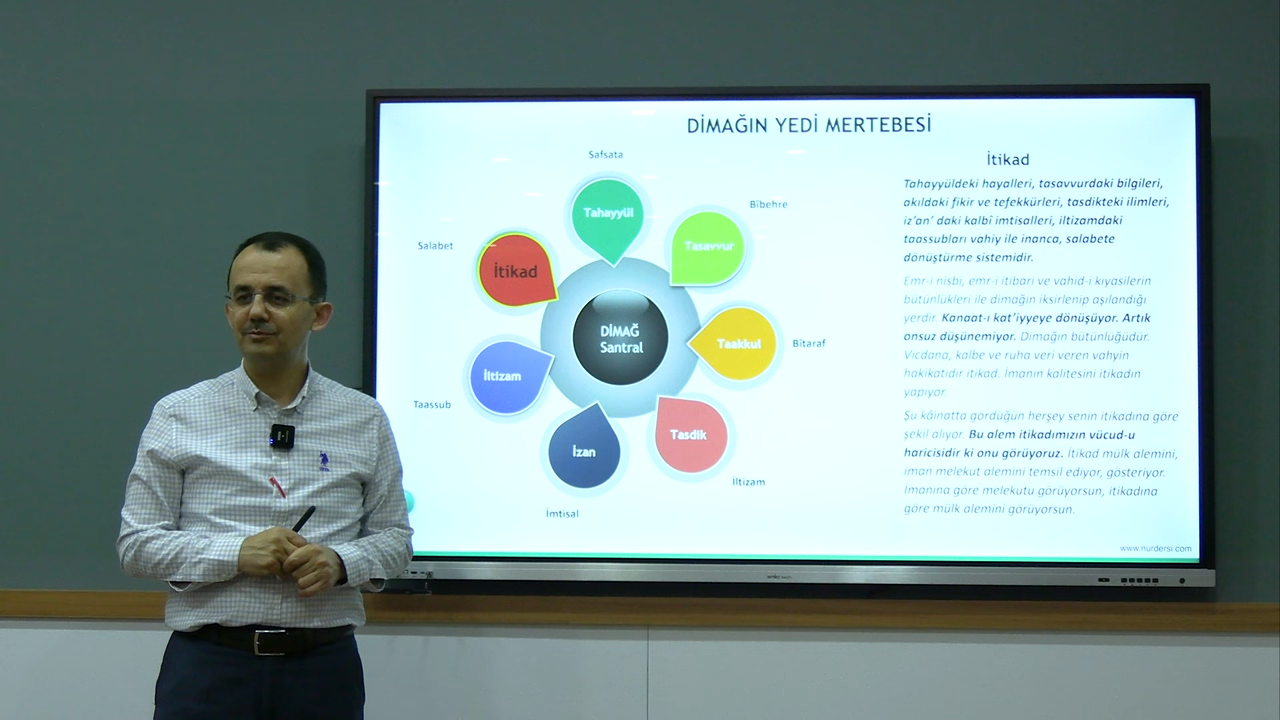 DİMAĞIN YEDİ MERTEBESİ
Safsata
Tahayyül
Bîbehre
Tasavvur
Salabet
İtikad
DİMAĞ
Santral
Taakkul
Bîtaraf
İltizam
Taassub
Tasdik
İzan
İltizam
İmtisal
İtikad
Tahayyüldeki hayalleri, tasavvurdaki bilgileri,
akıldaki fikir ve tefekkürleri, tasdikteki ilimleri,
iz'an' daki kalbî imtisalleri, iltizamdaki
taassubları vahiy ile inanca, salabete
dönüştürme sistemidir.
Emr-i nisbi, emr-i itibari ve vahid-i kıyasilerin
bütünlükleri ile dimağın iksirlenip aşılandığı
yerdir. Kanaat-ı kat'iyyeye dönüşüyor. Artık
onsuz düşünemiyor. Dimağın bütünlüğüdür.
Vicdana, kalbe ve ruha veri veren vahyin
hakikatıdır itikad. İmanın kalitesini itikadın
yapıyor.
Şu kâinatta gördüğün herşey senin itikadına göre
şekil alıyor. Bu alem itikadımızın vücud-u
haricisidir ki onu görüyoruz. İtikad mülk alemini,
iman melekut alemini temsil ediyor, gösteriyor.
İmanına göre melekutu görüyorsun, itikadına
göre mülk alemini görüyorsun.
www.nurdersi.com